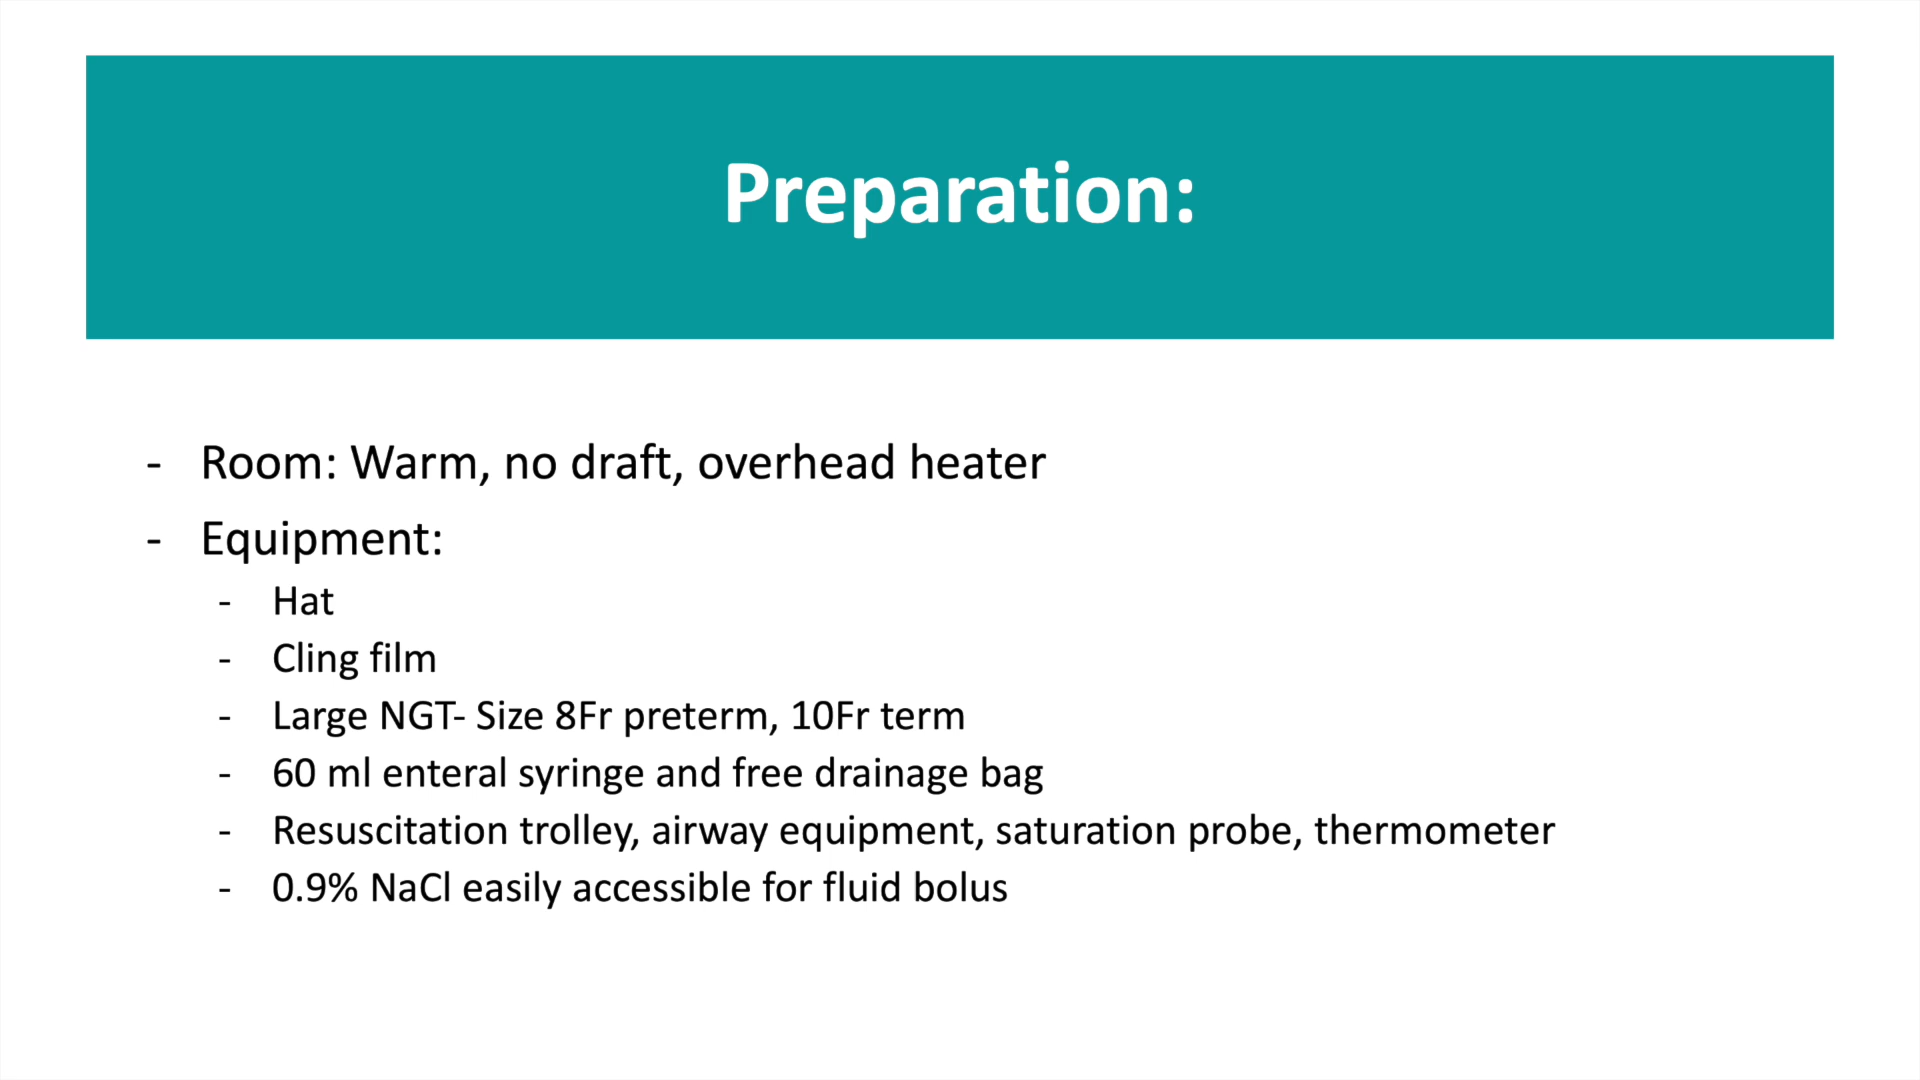 Preparation:
- Room: Warm, no draft, overhead heater
- Equipment:
- Hat
- Cling film
- Large NGT- Size 8Fr preterm, 10Fr term
- 60 ml enteral syringe and free drainage bag
- Resuscitation trolley, airway equipment, saturation probe, thermometer
- 0.9% NaCl easily accessible for fluid bolus